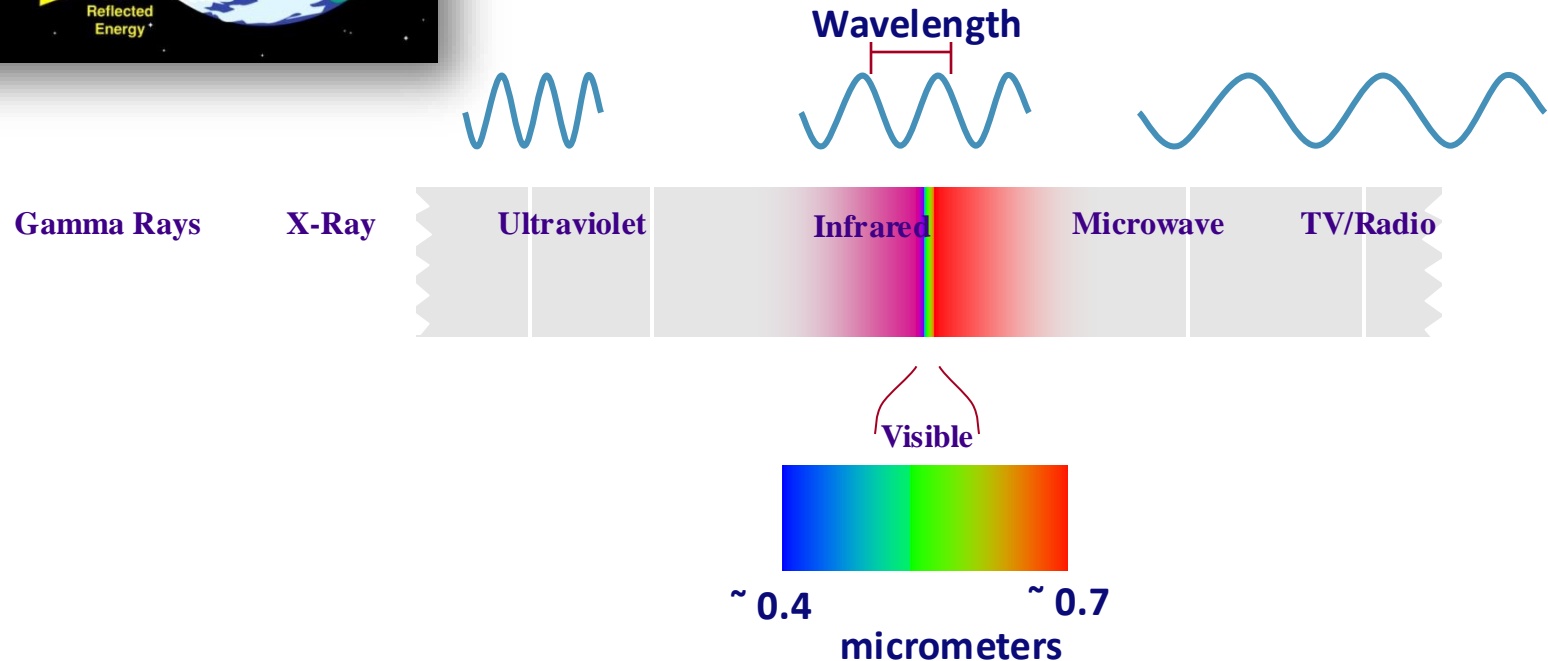 Reflected
Energy
Wavelength
Gamma Rays X-Ray Ultraviolet Infrared Microwave TV/Radio
Visible
~ 0.4 ~ 0.7
micrometers